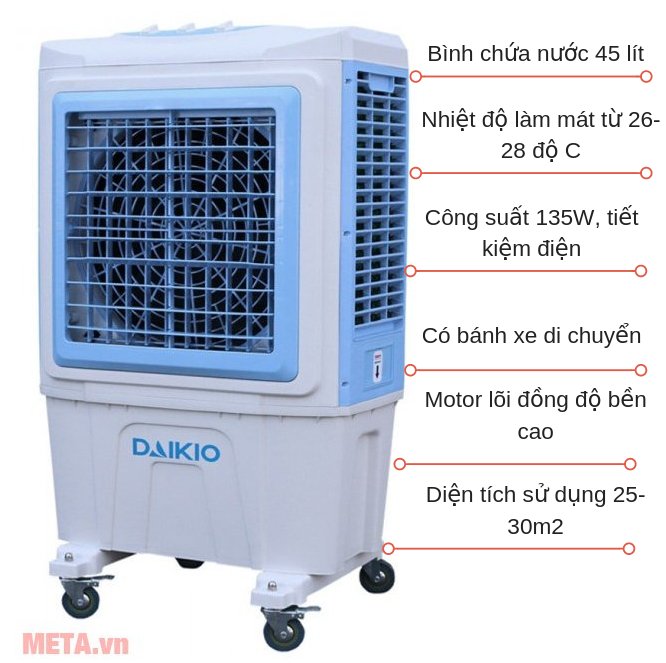 Bình chứa nước 45 lít
Nhiệt độ làm mát từ 26-
28 độ C
Công suất 135W, tiết
kiệm điện
Có bánh xe di chuyển
Motor lõi đồng độ bền
cao
Diện tích sử dụng 25-
30m2
DAIKIO
META.vn